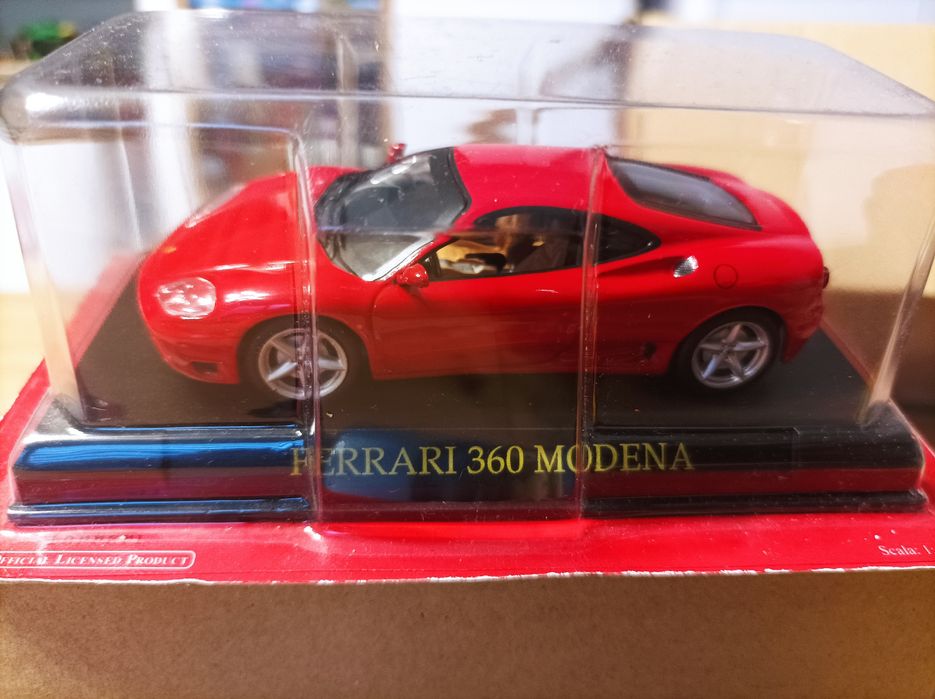 FERRARI 360 MODENA
OFFICIAL LICENSED PRODUCT
Scala: 1: